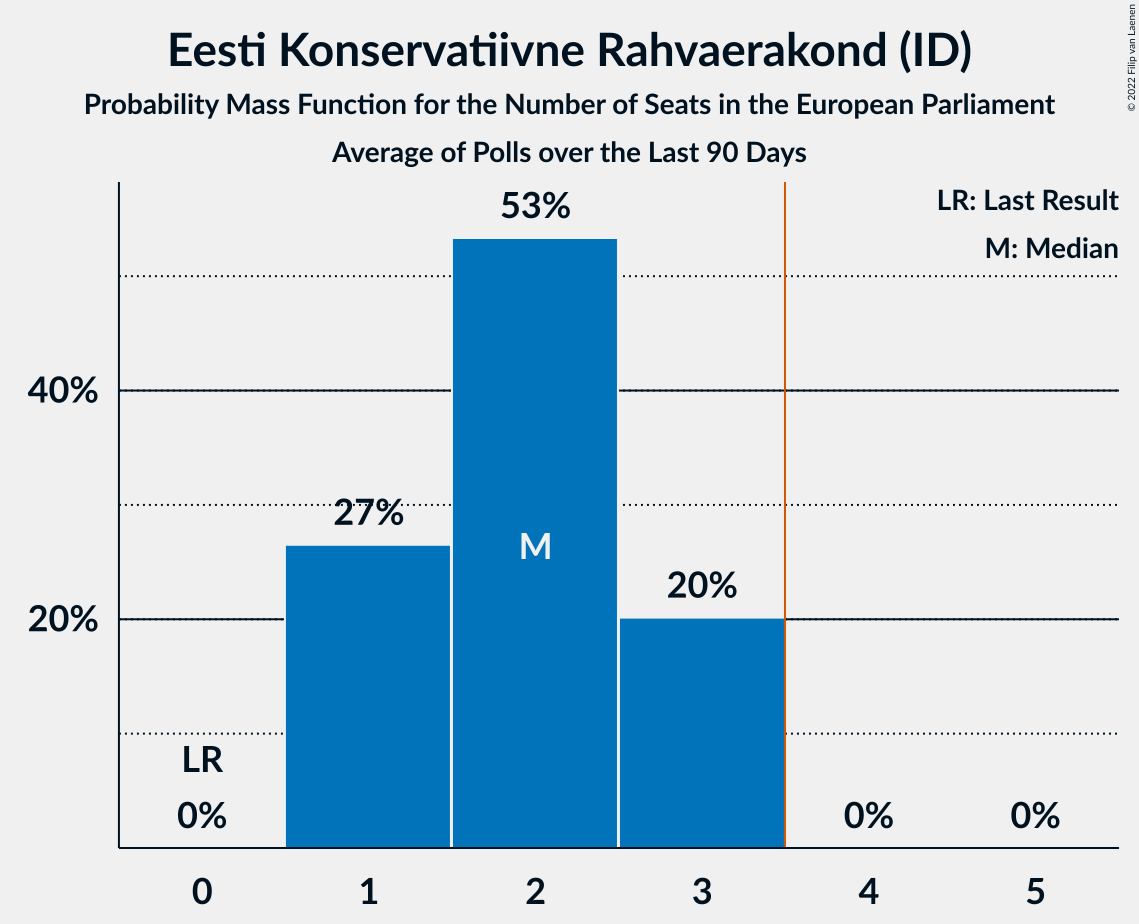 Eesti Konservatiivne Rahvaerakond (ID)
Probability Mass Function for the Number of Seats in the European Parliament
Average of Polls over the Last 90 Days
© 2022 Filip van Laenen
LR: Last Result
M: Median
53%
40%
27%
M
20%
20%
LR
0%
0%
0%
0
1
2
3
4
5